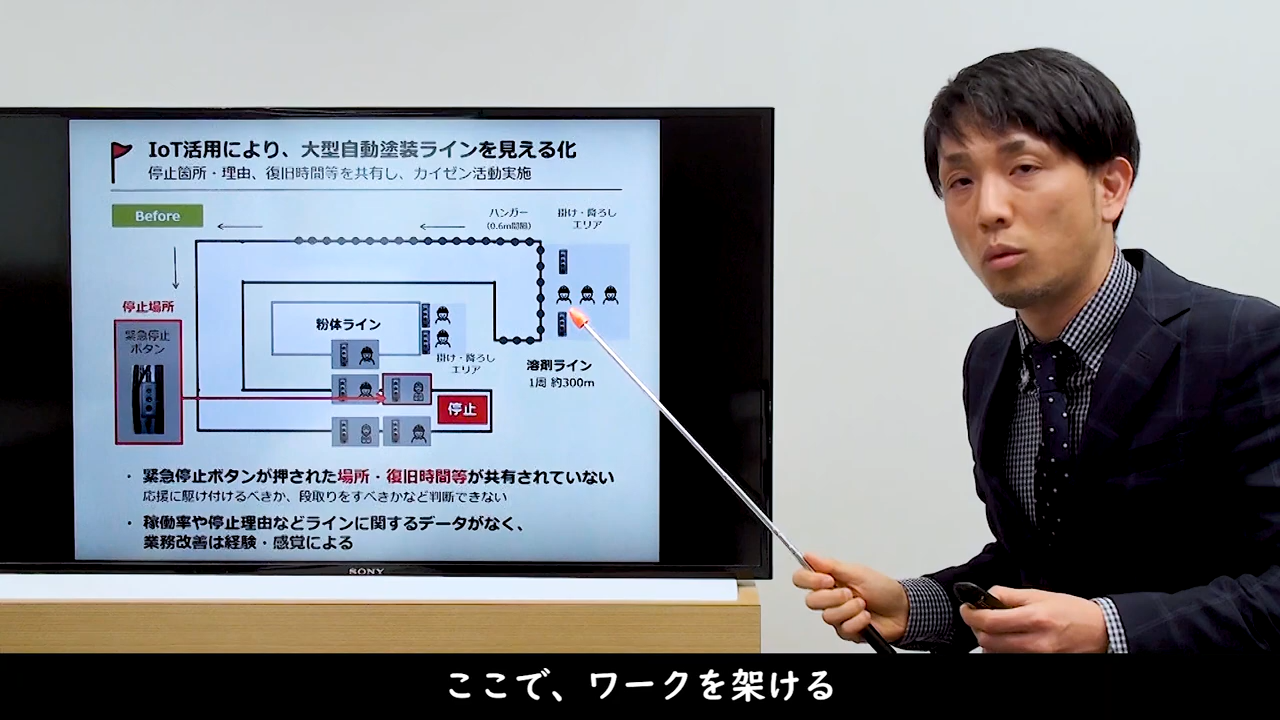 IoT活用により、大型自動塗装ラインを見える化
停止箇所・理由、復旧時間等を共有し、カイゼン活動実施
Before
ハンガー
(0.6m間隔)
掛け・降ろし
エリア
停止場所
緊急停止
ボタン
粉体ライン
掛け・降ろし
エリア
溶剤ライン
1周 約300m
停止
・ 緊急停止ボタンが押された場所・復旧時間等が共有されていない
応援に駆け付けるべきか、段取りをすべきかなど判断できない
・ 稼働率や停止理由などラインに関するデータがなく、
業務改善は経験・感覚による
SONY
ここで、ワークを架ける